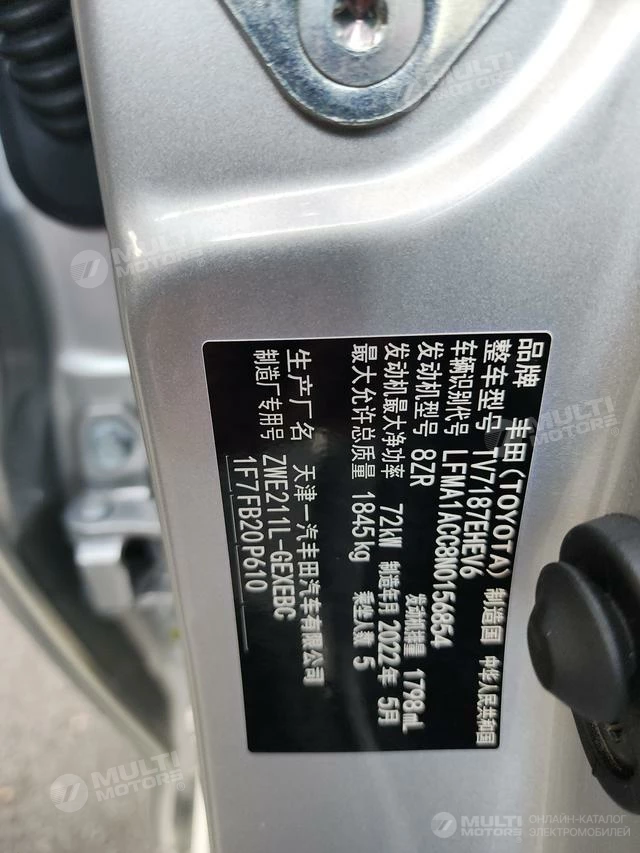 品牌 丰田(TOYOTA) 制造国 中华人民共和国
整车型号 TV7187EHEV6
车辆识别代号 LFMA1ACC8N0156854
发动机型号 8ZR 发动机排量 1798mL
发动机最大净功率 72kW 制造年月 2022年 5月
最大允许总质量 1845kg 乘坐人数 5
生产厂名 天津一汽丰田汽车有限公司
制造厂专用号 ZWE211L-GEXEBC
1F7FB20P610
MULTI MOTORS
MULTI MOTORS
MULTI MOTORS
MULTI MOTORS
MULTI MOTORS
MULTI MOTORS ОНЛАЙН-КАТАЛОГ ЭЛЕКТРОМОБИЛЕЙ